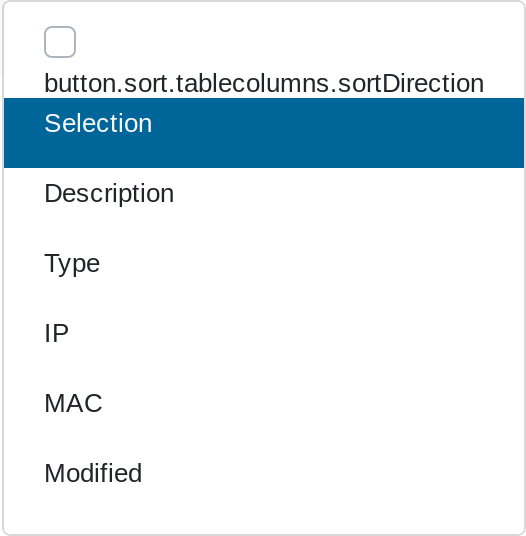 button.sort.tablecolumns.sortDirection
Selection
Description
Type
IP
MAC
Modified